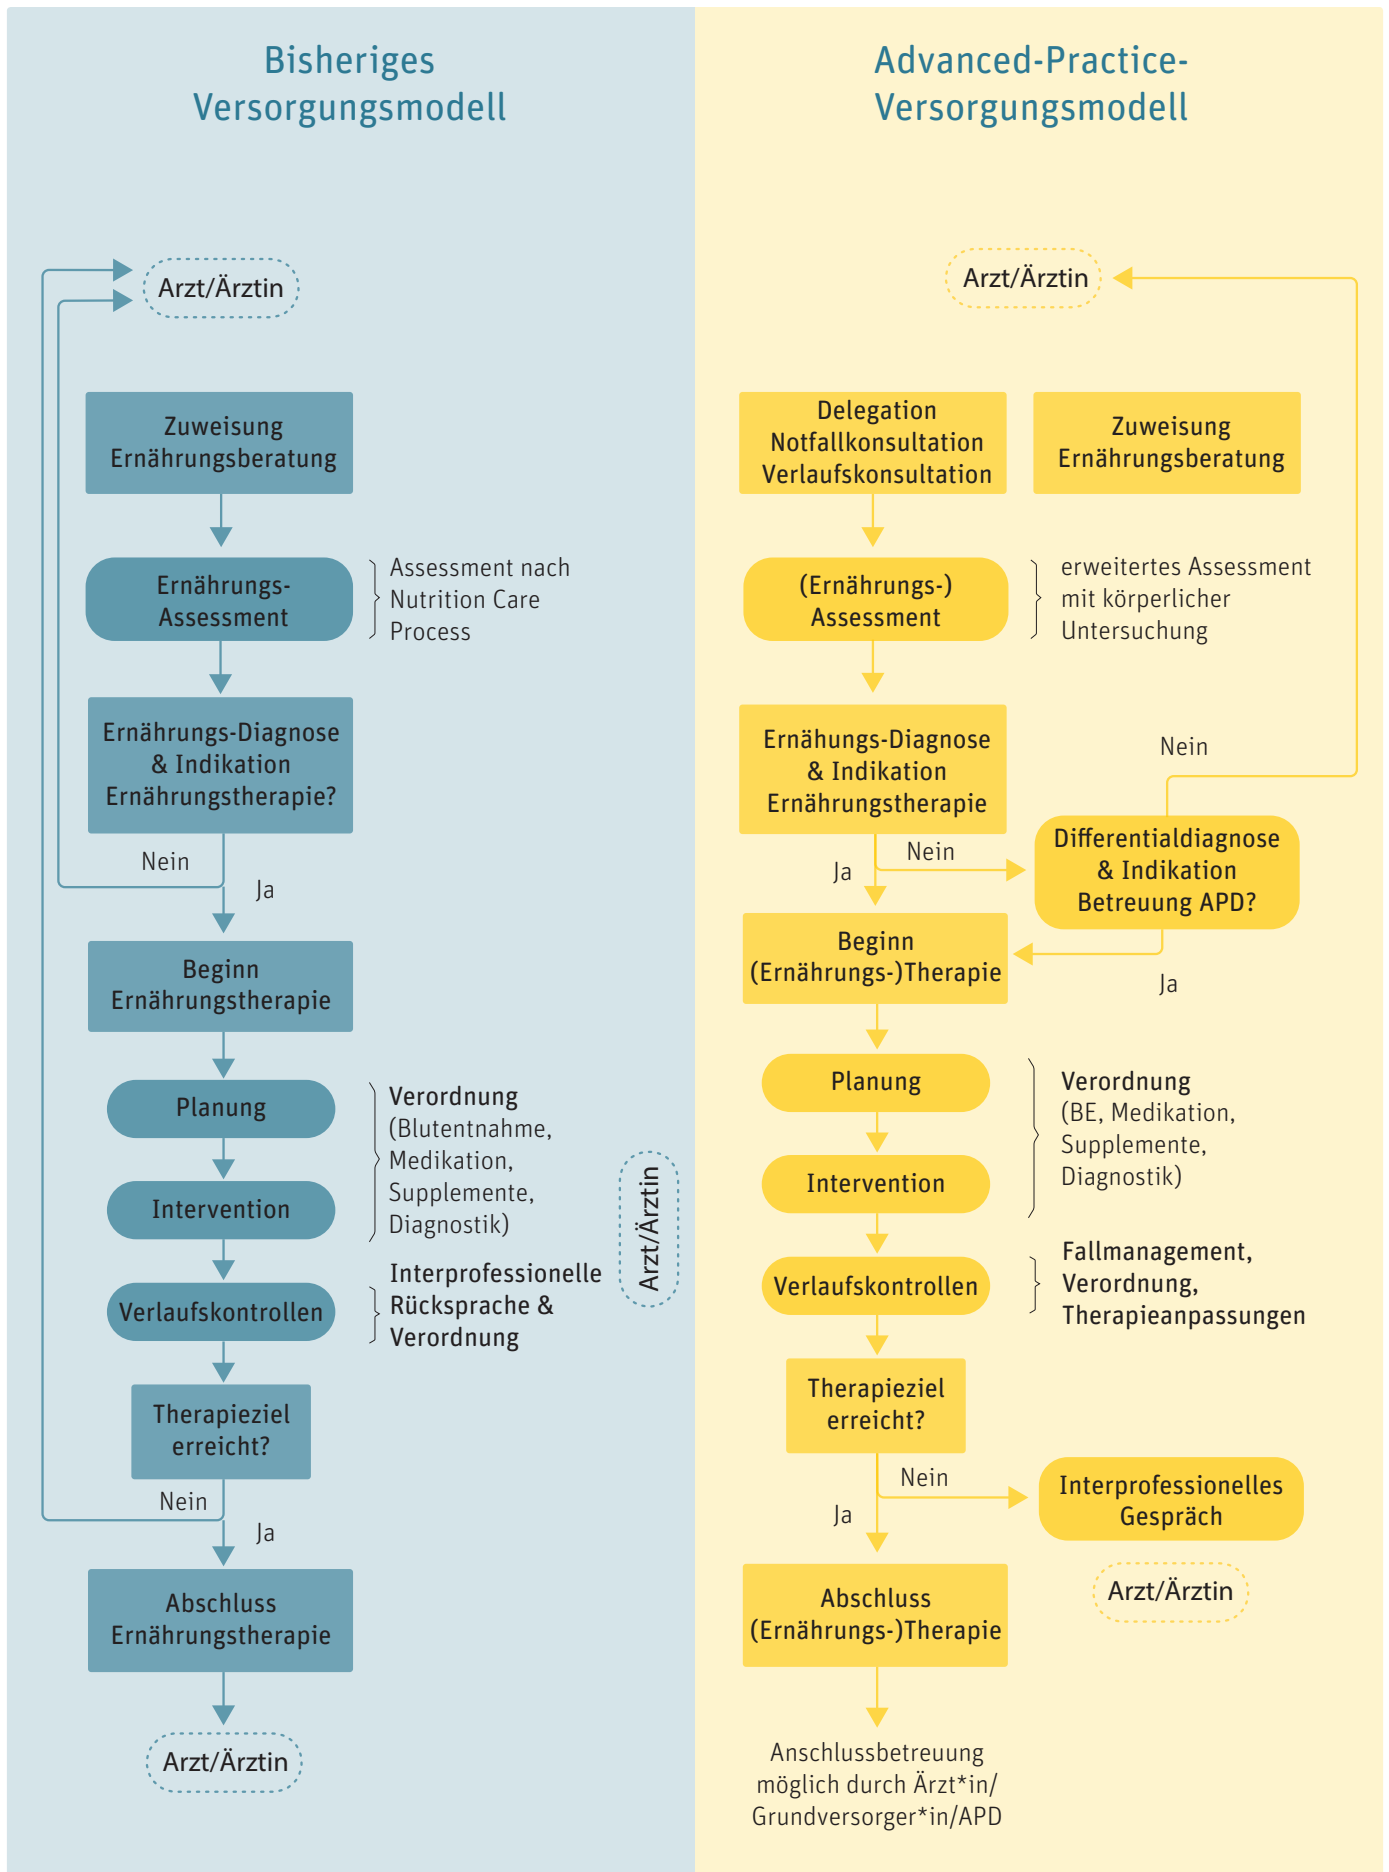 Bisheriges
Versorgungsmodell
Arzt/Ärztin
Zuweisung
Ernährungsberatung
Ernährungs-
Assessment
Assessment nach
Nutrition Care
Process
Ernährungs-Diagnose
& Indikation
Ernährungstherapie?
Nein
Ja
Beginn
Ernährungstherapie
Planung
Intervention
Verordnung
(Blutentnahme,
Medikation,
Supplemente,
Diagnostik)
Arzt/Ärztin
Verlaufskontrollen
Interprofessionelle
Rücksprache &
Verordnung
Therapieziel
erreicht?
Nein
Ja
Abschluss
Ernährungstherapie
Arzt/Ärztin
Advanced-Practice-
Versorgungsmodell
Arzt/Ärztin
Delegation
Notfallkonsultation
Verlaufskonsultation
Zuweisung
Ernährungsberatung
(Ernährungs-)
Assessment
erweitertes Assessment
mit körperlicher
Untersuchung
Ernähungs-Diagnose
& Indikation
Ernährungstherapie
Nein
Nein
Ja
Differentialdiagnose
& Indikation
Betreuung APD?
Ja
Beginn
(Ernährungs-)Therapie
Planung
Intervention
Verordnung
(BE, Medikation,
Supplemente,
Diagnostik)
Verlaufskontrollen
Fallmanagement,
Verordnung,
Therapieanpassungen
Therapieziel
erreicht?
Nein
Ja
Interprofessionelles
Gespräch
Arzt/Ärztin
Abschluss
(Ernährungs-)Therapie
Anschlussbetreuung
möglich durch Ärzt*in/
Grundversorger*in/APD